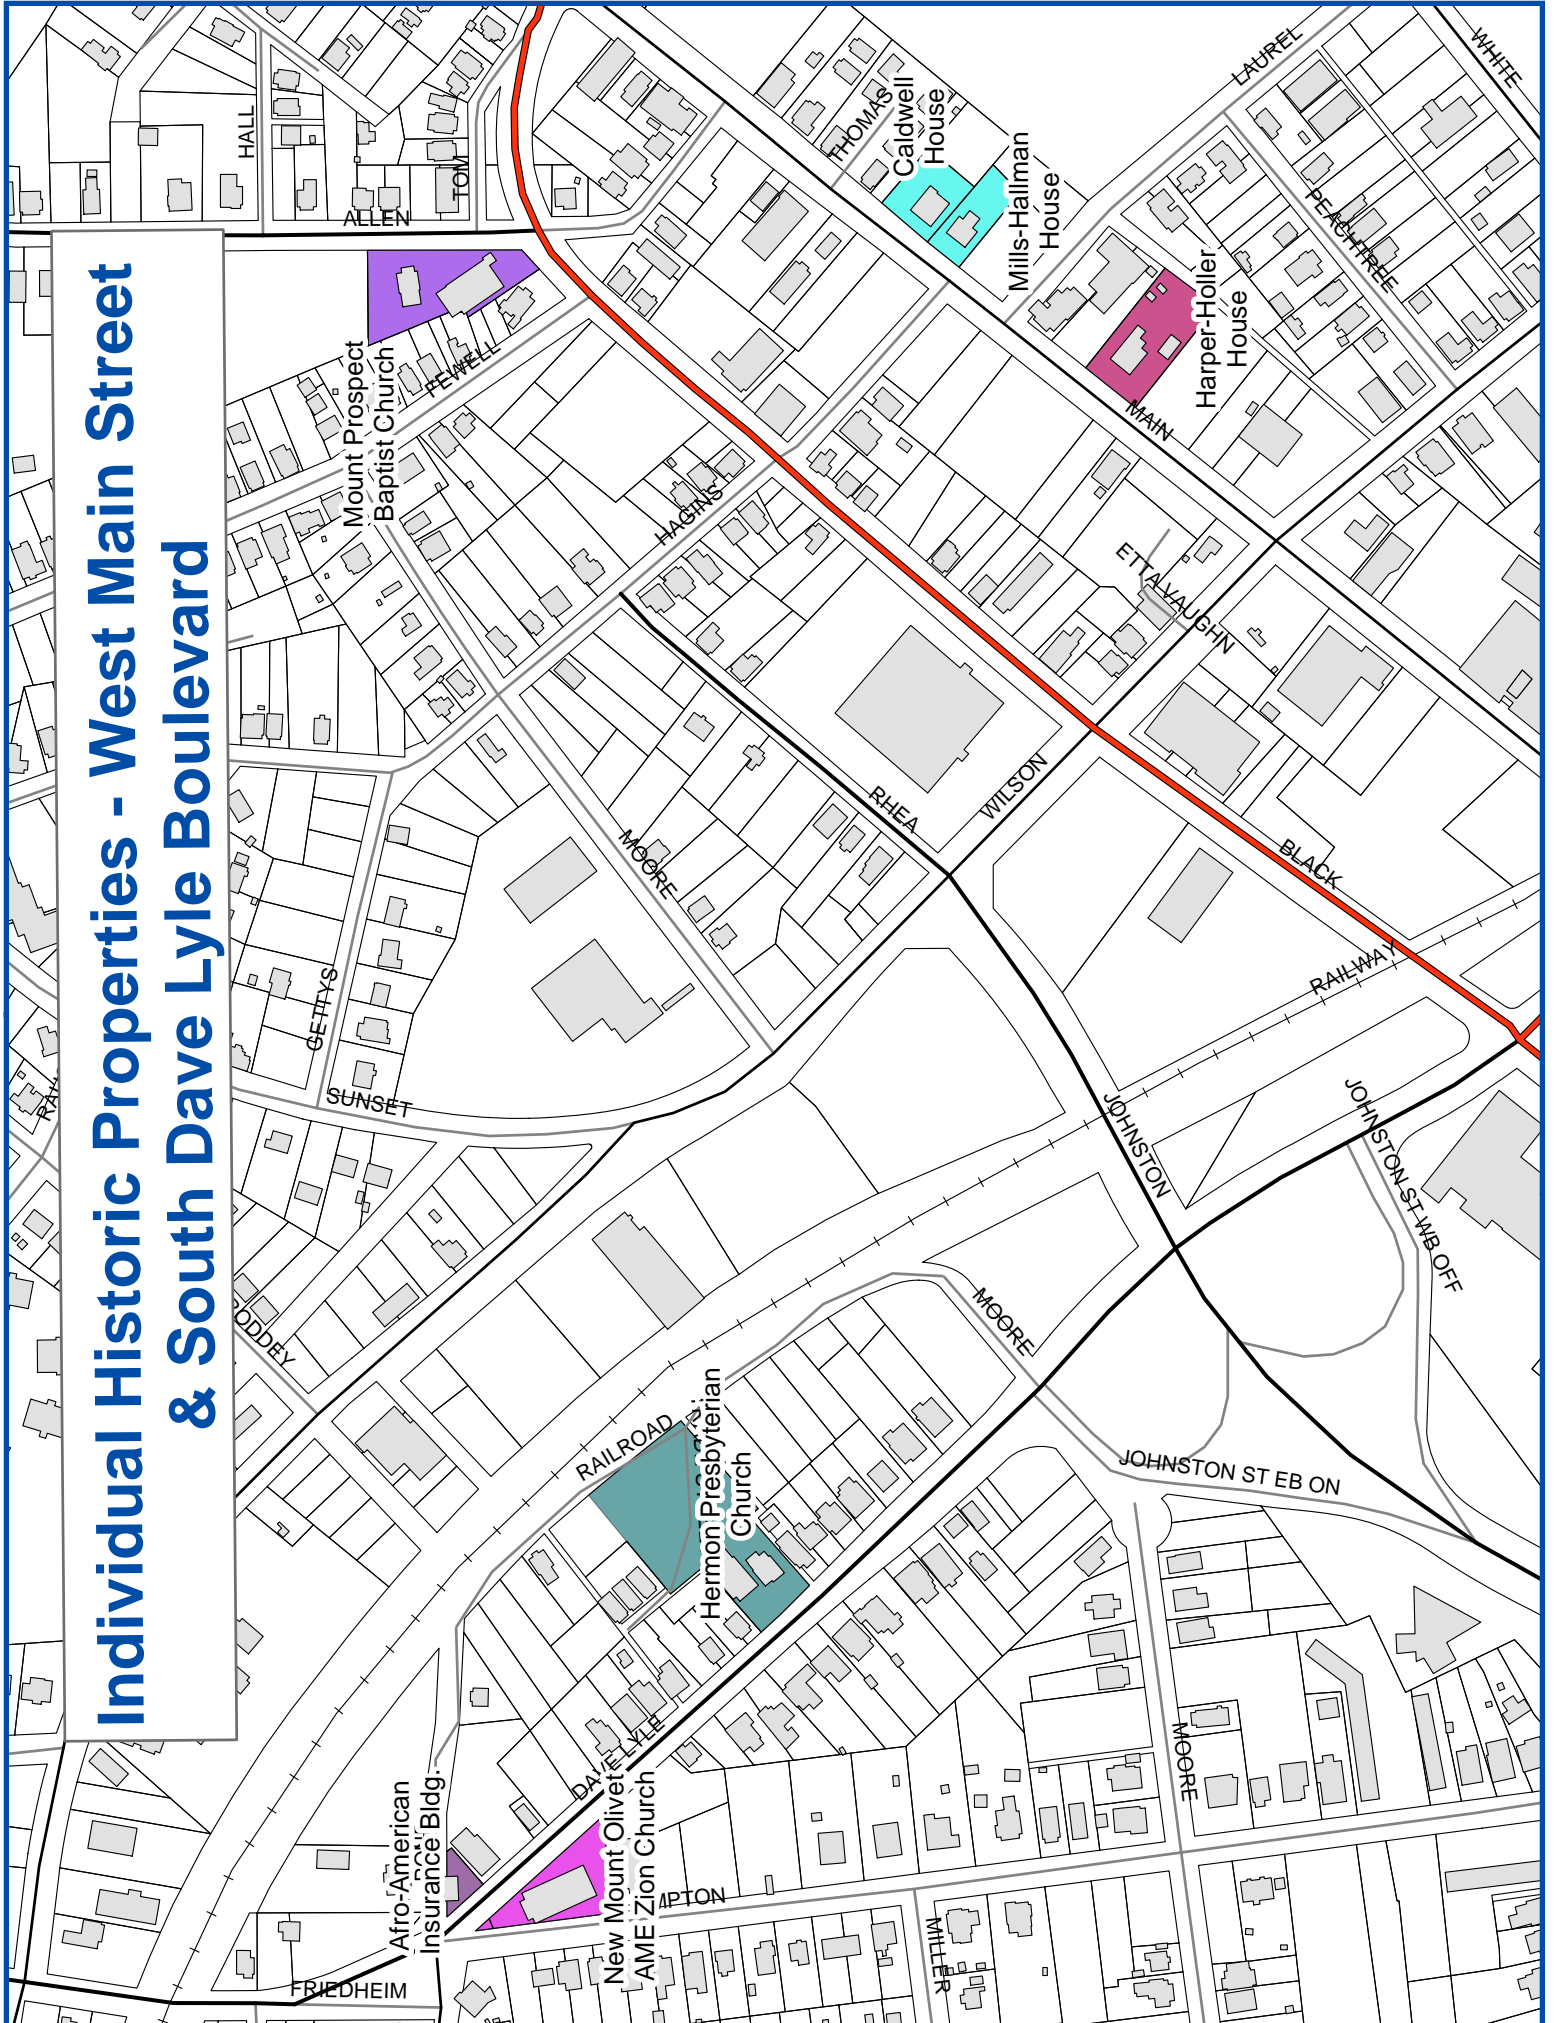 Individual Historic Properties - West Main Street
& South Dave Lyle Boulevard
HALL
TOM
ALLEN
THOMAS
Caldwell
House
Mills-Hallman
House
LAUREL
WHITE
PEACHTREE
Harper-Holler
House
MAIN
Mount Prospect
Baptist Church
PEWELL
HAGINS
ETTA VAUGHN
RHEA
WILSON
MOORE
BLACK
RAILWAY
GETTYS
SUNSET
JOHNSTON
JOHNSTON ST WB OFF
MOORE
RAILROAD
Hermon Presbyterian
Church
JOHNSTON ST EB ON
DAVE LYLE
MOORE
Afro-American
Insurance Bldg.
New Mount Olivet
AME Zion Church
MPTON
MILLER
FRIEDHEIM
ODDEY